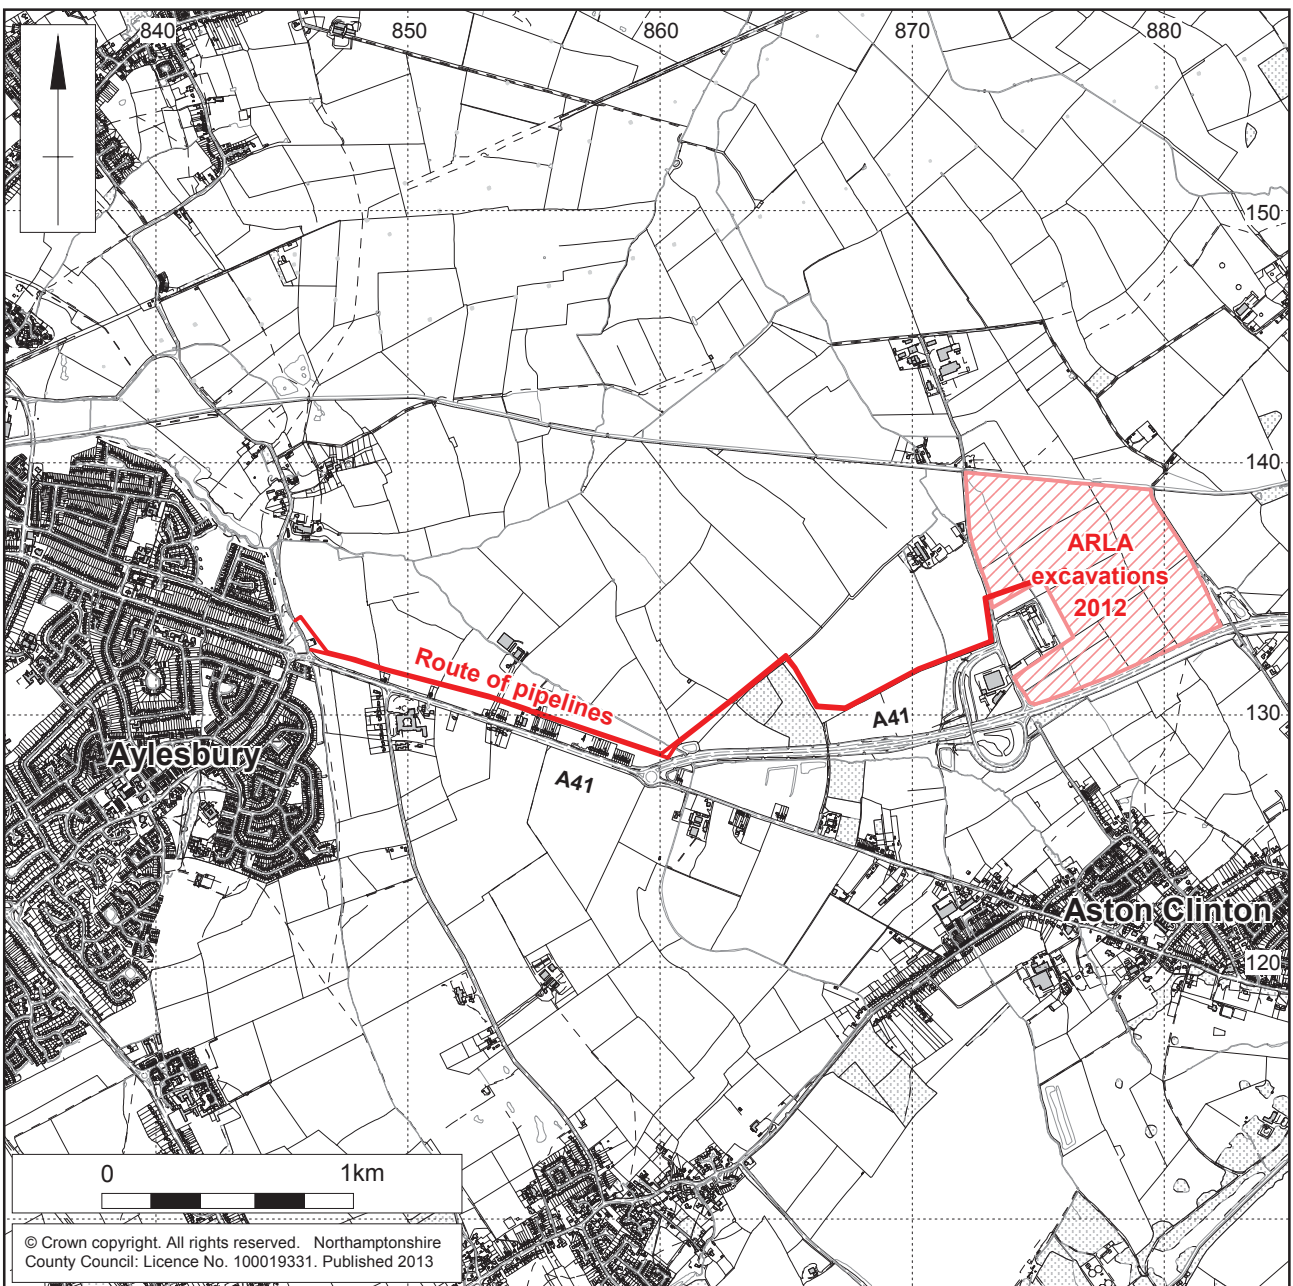 840
850
860
870
880
150
140
ARLA
excavations
2012
Route of pipelines
130
A41
Aylesbury
A41
Aston Clinton
120
0 1km
© Crown copyright. All rights reserved. Northamptonshire
County Council: Licence No. 100019331. Published 2013